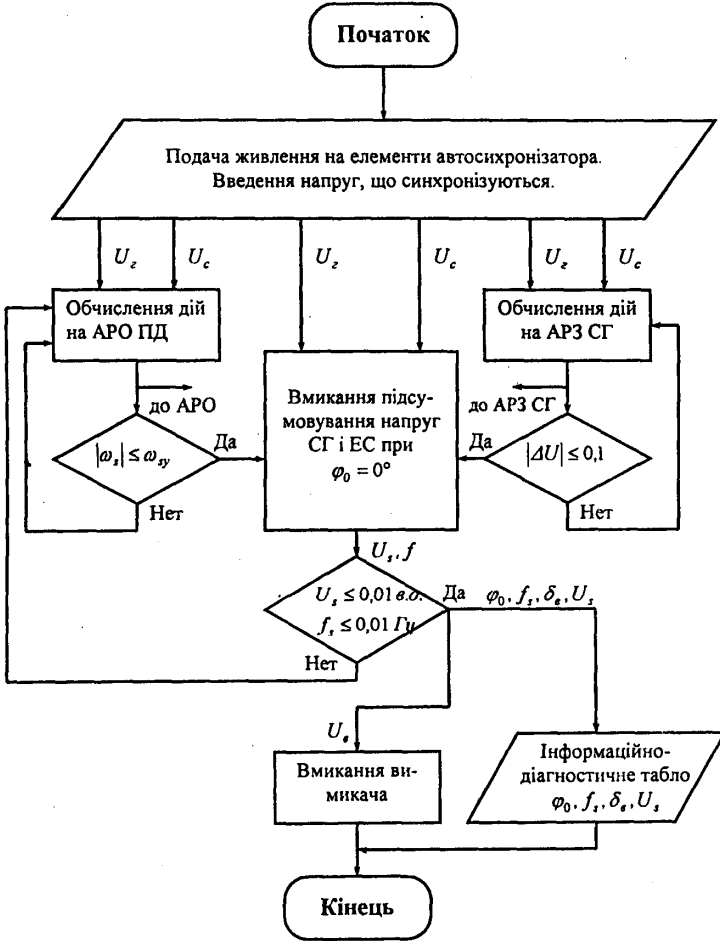 Початок
Подача живлення на елементи автосихронізатора.
Введення напруг, що синхронізуються.
U_г U_с U_г U_с U_г U_с
Обчислення дій
на АРО ПД
Обчислення дій
на АРЗ СГ
до АРО
до АРЗ СГ
Вмикання підсу-
мовування напруг
СГ і ЕС при
φ₀ = 0°
|ω_s| ≤ ω_sy
Да
Нет
Да
|ΔU| ≤ 0,1
Нет
U_s, f
U_s ≤ 0,01 в.о.
f_s ≤ 0,01 Гц
Да
φ₀, f_s, δ_в, U_s
Нет
U_в
Вмикання ви-
микача
Інформаційно-
діагностичне табло
φ₀, f_s, δ_в, U_s
Кінець